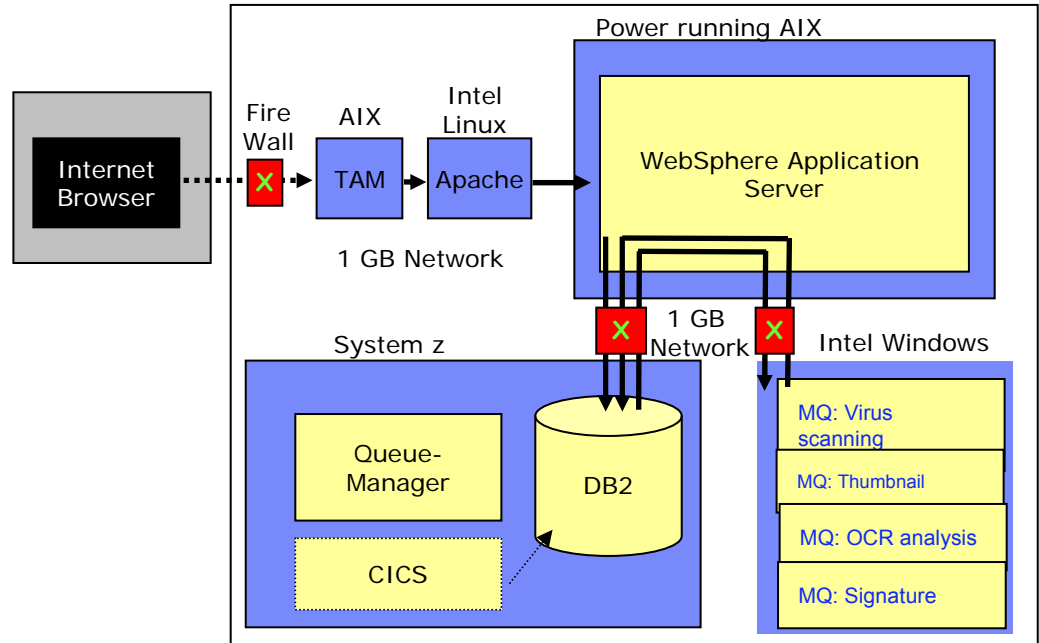 Power running AIX
Fire
Wall
AIX
Intel
Linux
Internet
Browser
X
TAM
Apache
WebSphere Application
Server
1 GB Network
X
1 GB
Network
X
System z
Intel Windows
Queue-
Manager
CICS
DB2
MQ: Virus
scanning
MQ: Thumbnail
MQ: OCR analysis
MQ: Signature